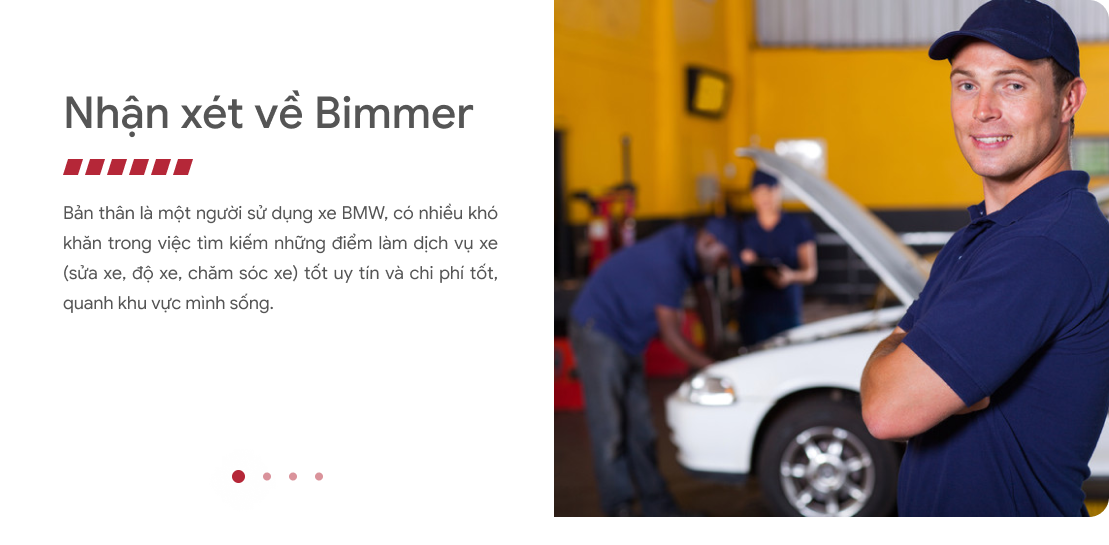 Nhận xét về Bimmer
Bản thân là một người sử dụng xe BMW, có nhiều khó
khăn trong việc tìm kiếm những điểm làm dịch vụ xe
(sửa xe, độ xe, chăm sóc xe) tốt uy tín và chi phí tốt,
quanh khu vực mình sống.